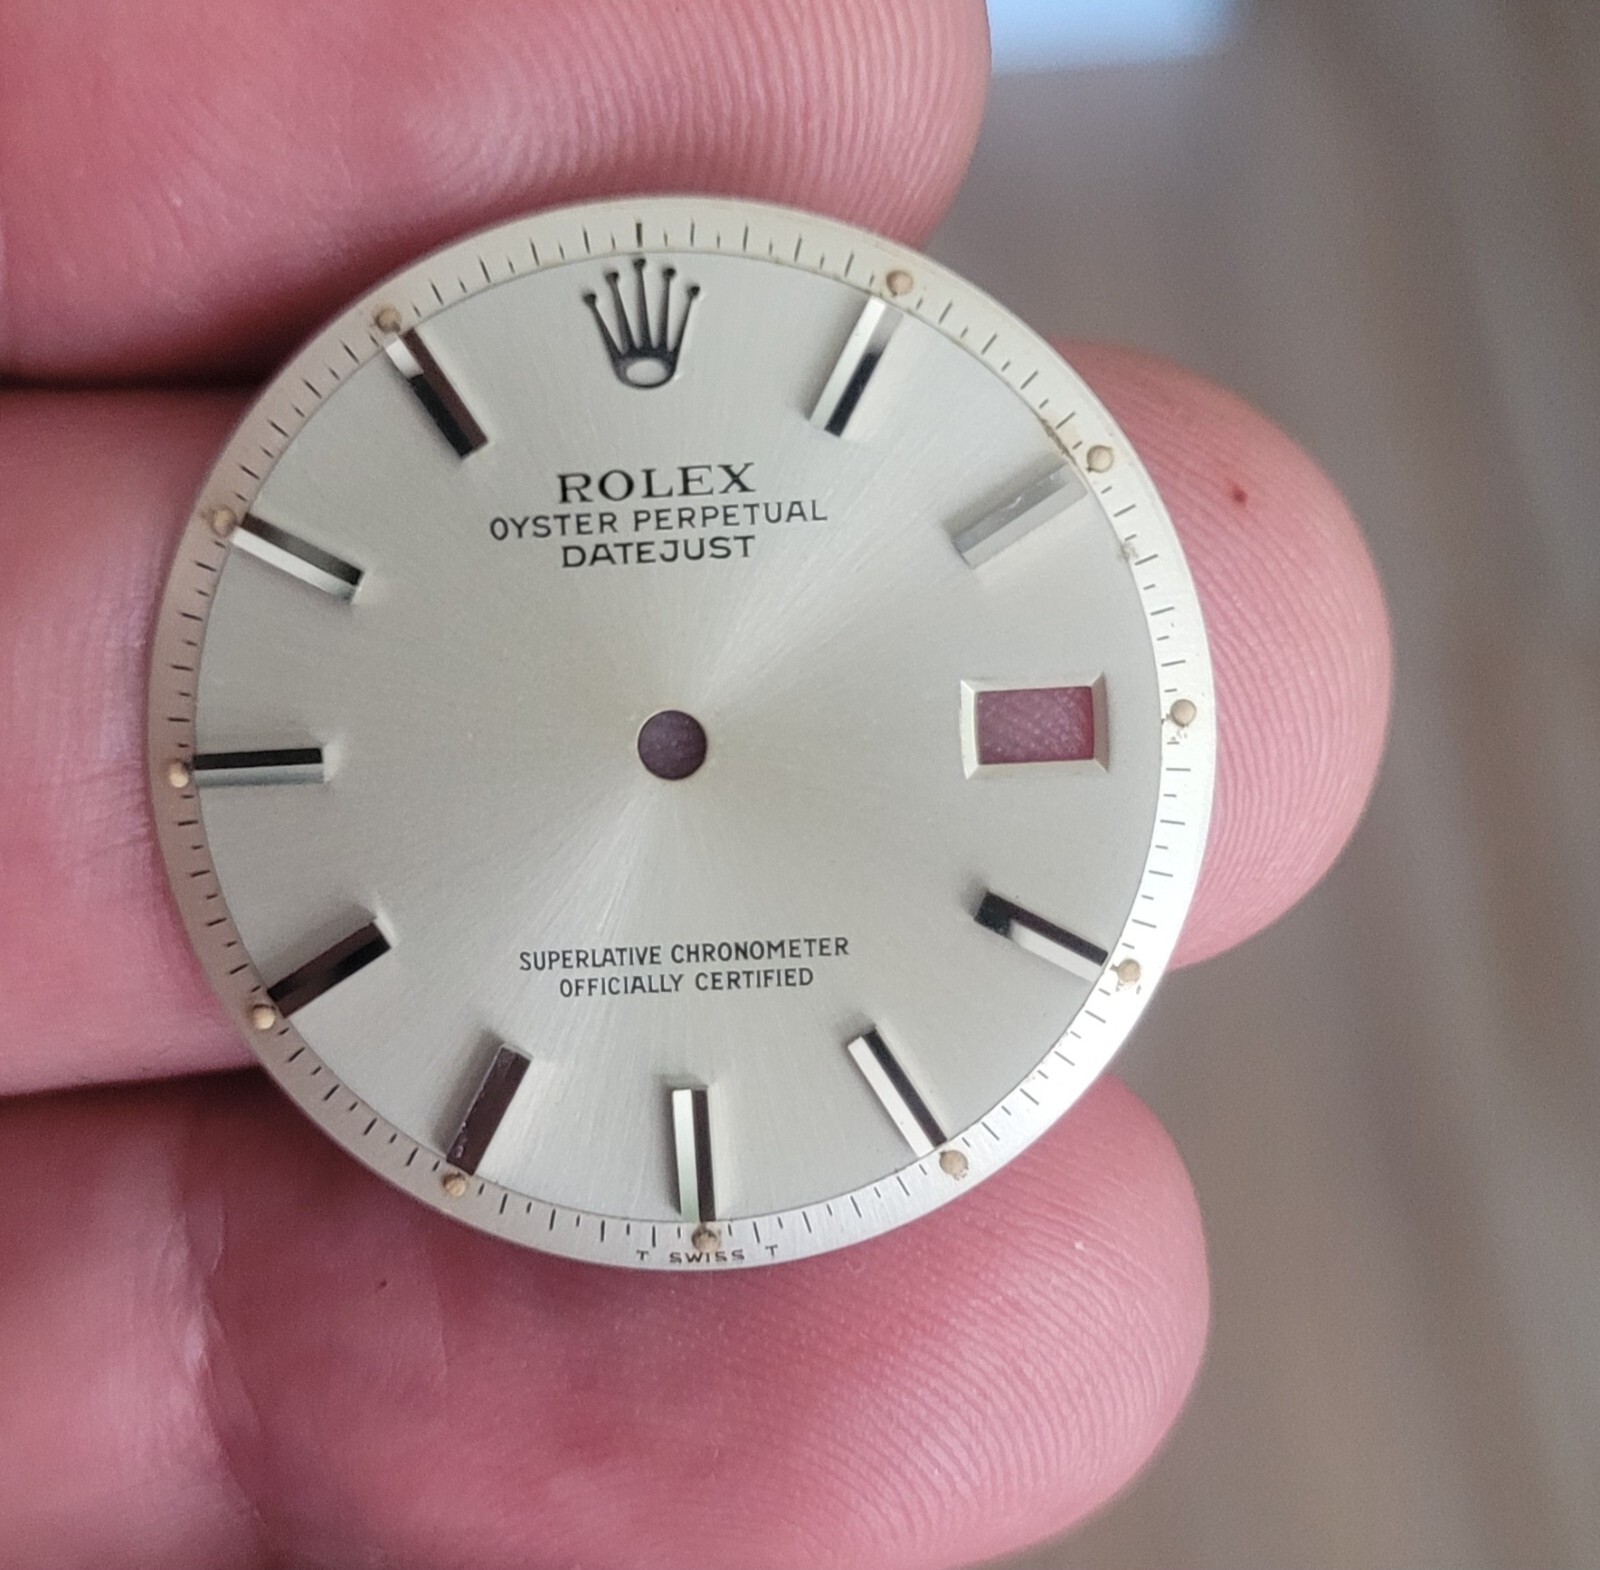 ROLEX
OYSTER PERPETUAL
DATEJUST
SUPERLATIVE CHRONOMETER
OFFICIALLY CERTIFIED
T SWISS T